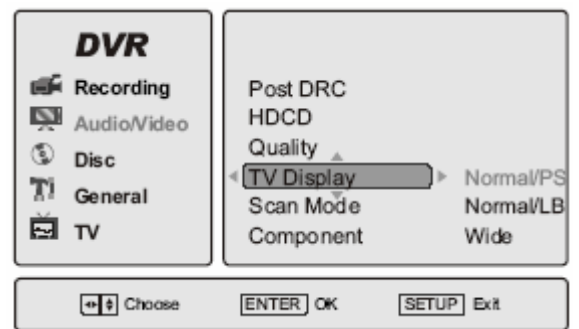 DVR
Recording
Audio/Video
Disc
General
TV
Post DRC
HDCD
Quality
TV Display
Normal/PS
Scan Mode
Normal/LB
Component
Wide
Choose
ENTER OK
SETUP Exit